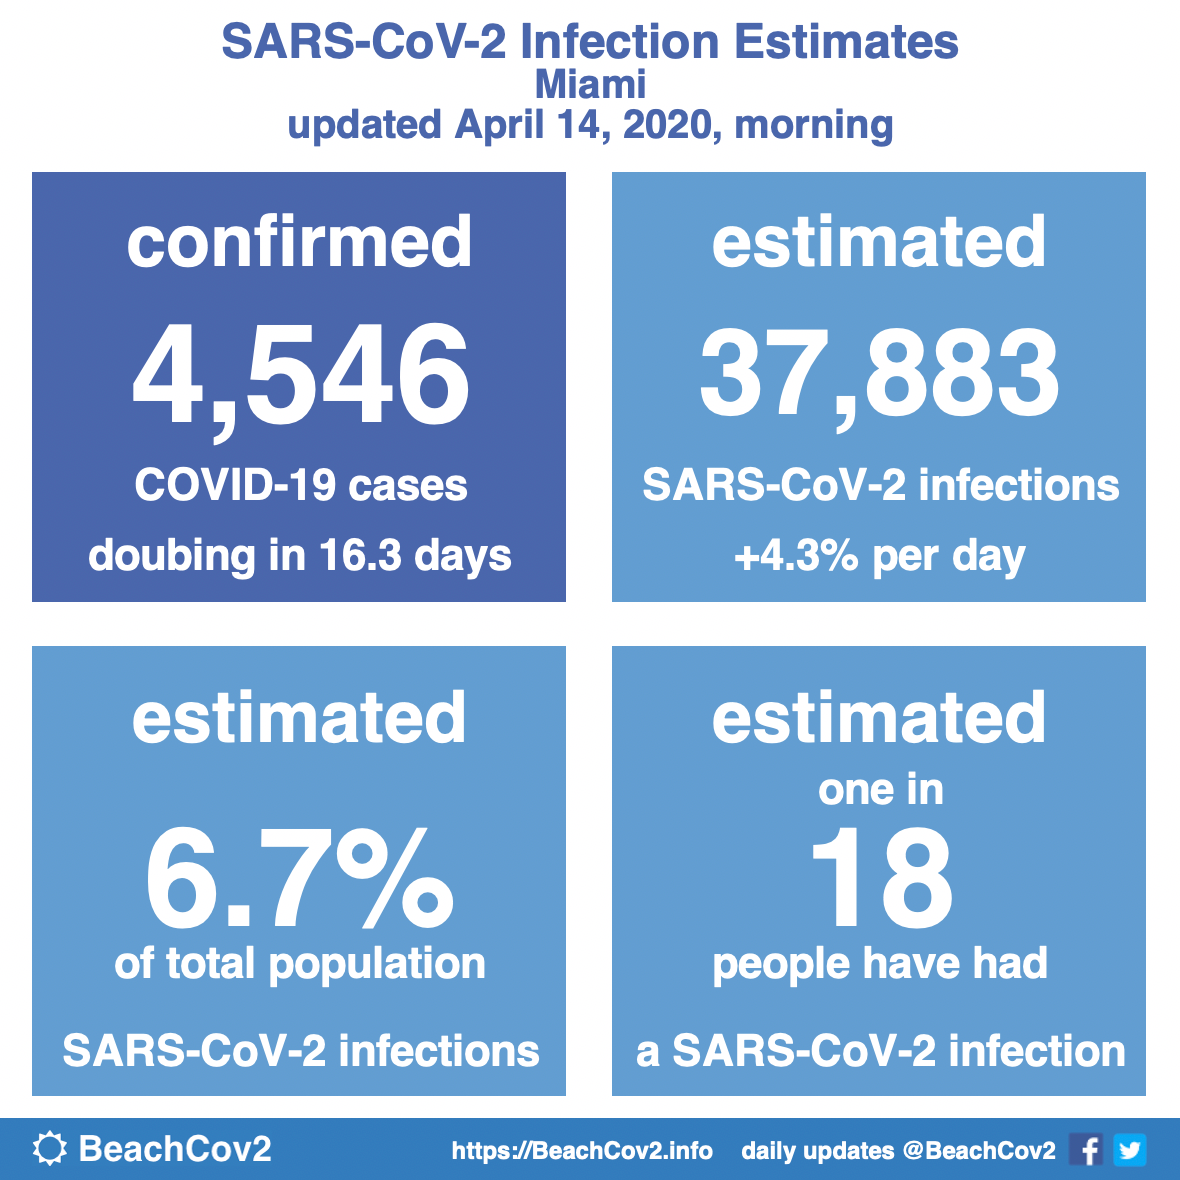 SARS-CoV-2 Infection Estimates
Miami
updated April 14, 2020, morning
confirmed
4,546
COVID-19 cases
doubing in 16.3 days
estimated
37,883
SARS-CoV-2 infections
+4.3% per day
estimated
6.7%
of total population
SARS-CoV-2 infections
estimated
one in
18
people have had
a SARS-CoV-2 infection
BeachCov2
https://BeachCov2.info daily updates @BeachCov2